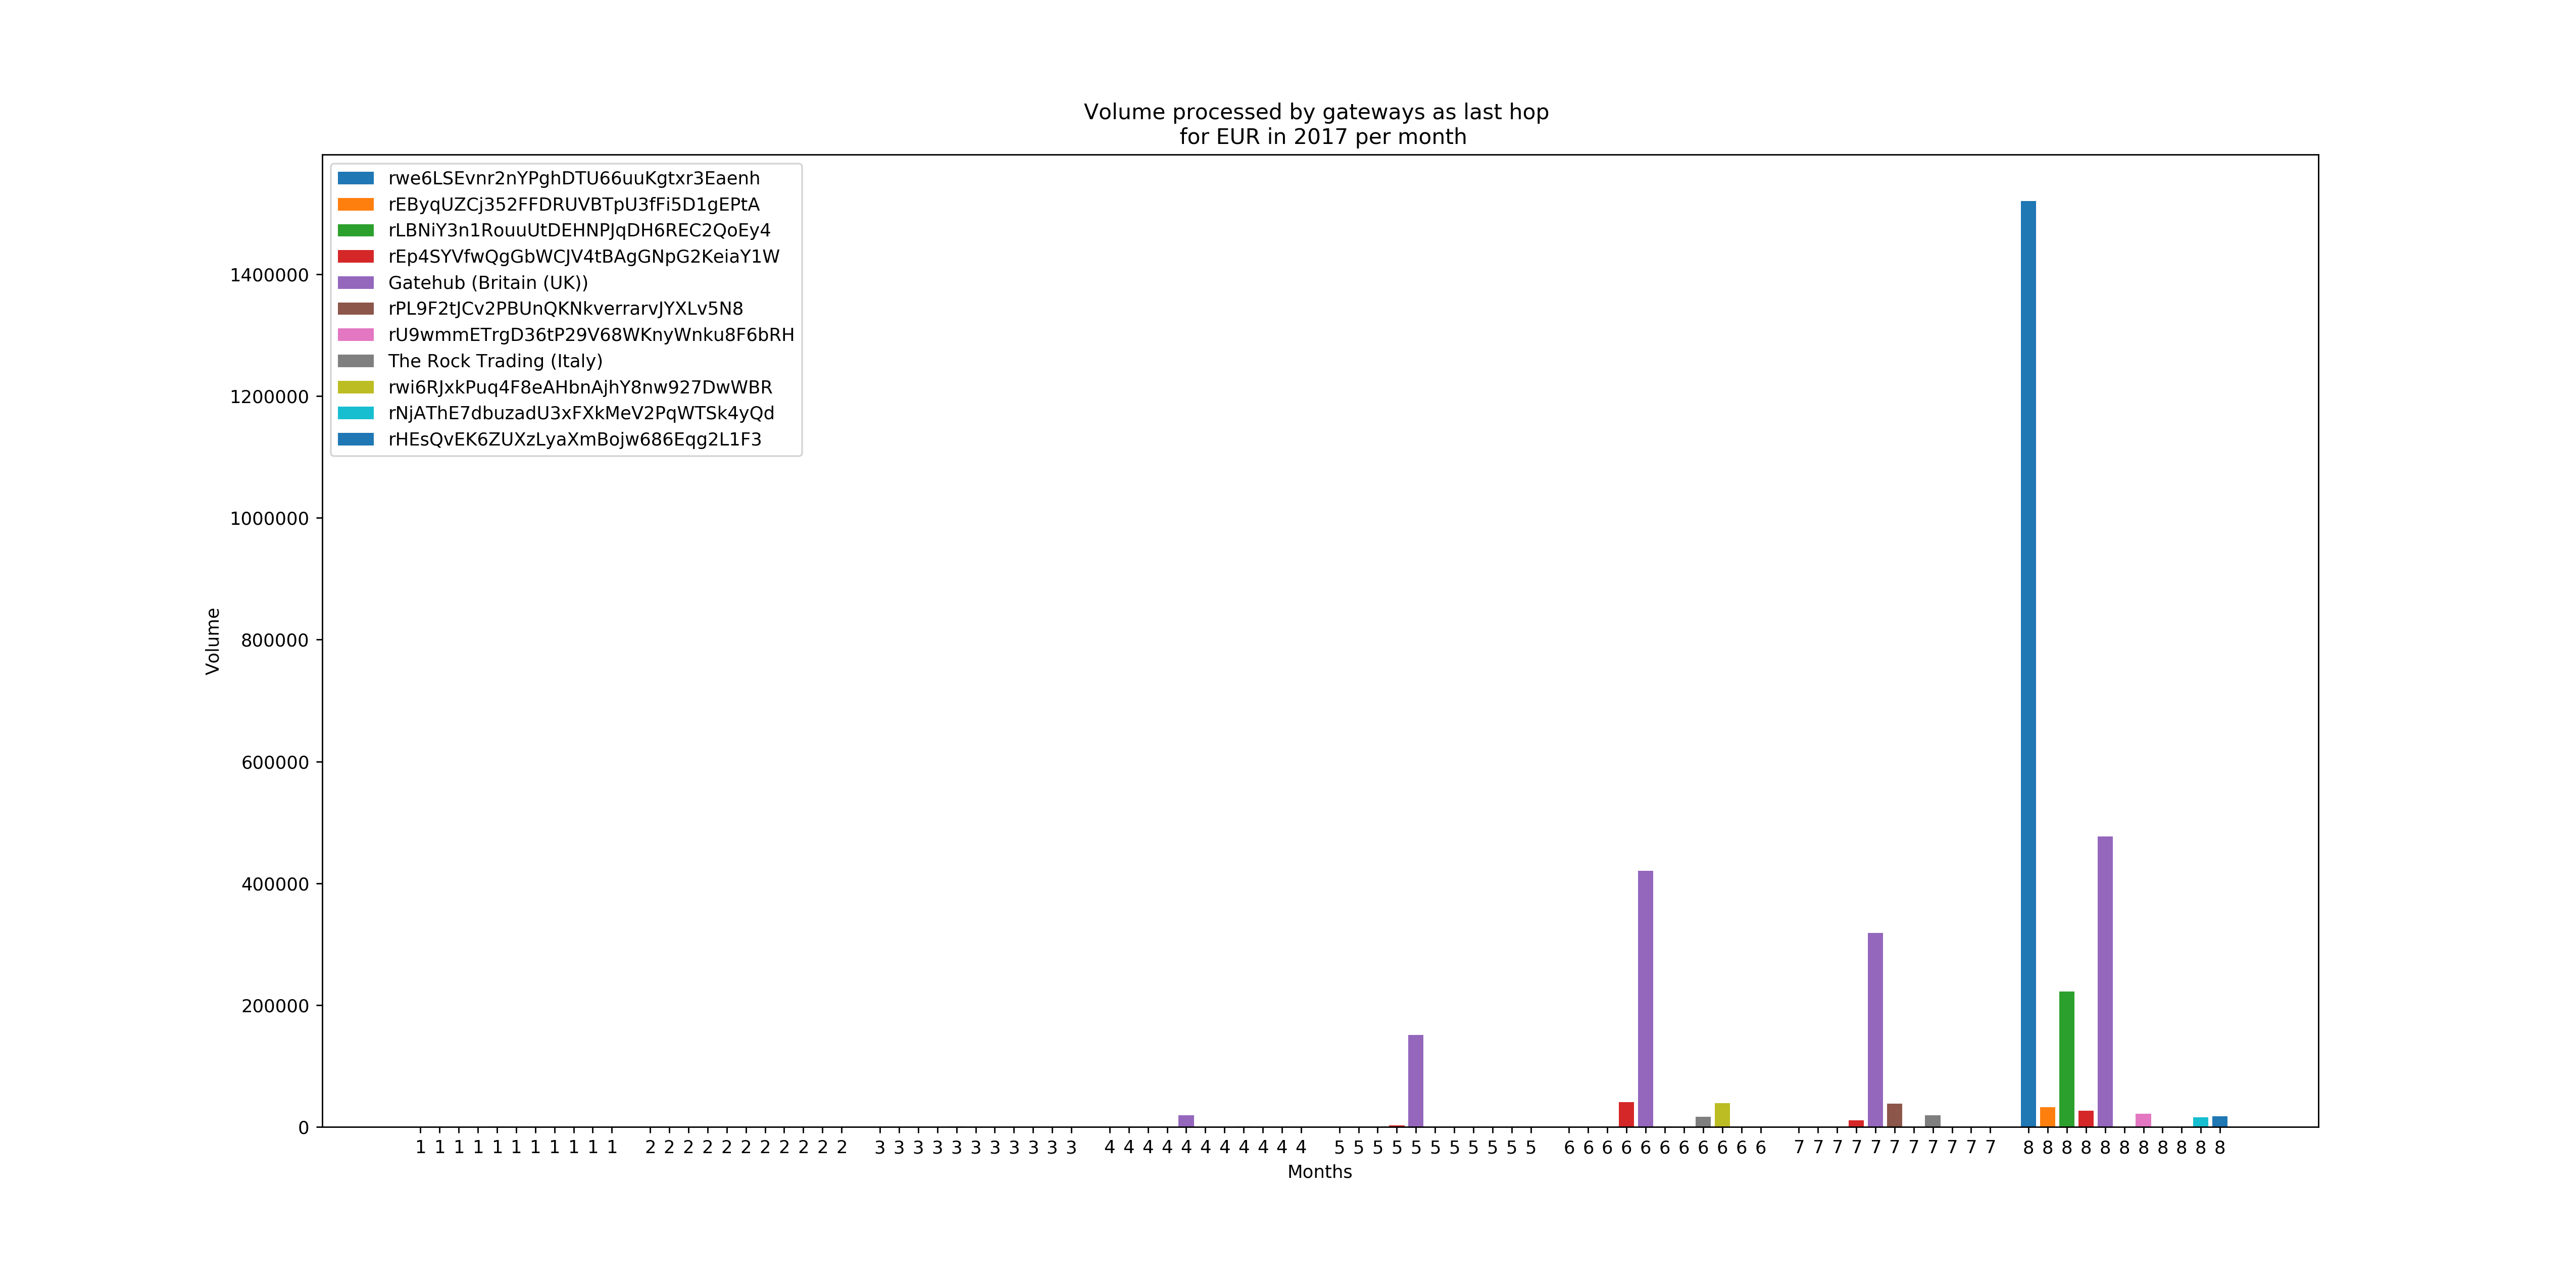 Volume processed by gateways as last hop
for EUR in 2017 per month
rwe6LSEvnr2nYPghDTU66uuKgtxr3Eaenh
rEByqUZCj352FFDRUVBTpU3fFi5D1gEPtA
rLBNiY3n1RouuUtDEHNPJqDH6REC2QoEy4
rEp4SYVfwQgGbWCJV4tBAgGNpG2KeiaY1W
Gatehub (Britain (UK))
rPL9F2tJCv2PBUnQKNkverrarvJYXLv5N8
rU9wmmETrgD36tP29V68WKnyWnku8F6bRH
The Rock Trading (Italy)
rwi6RJxkPuq4F8eAHbnAjhY8nw927DwWBR
rNjAThE7dbuzadU3xFXkMeV2PqWTSk4yQd
rHEsQvEK6ZUXzLyaXmBojw686Eqg2L1F3
1400000
1200000
1000000
800000
600000
400000
200000
0
Volume
1 1 1 1 1 1 1 1 1 1 1 2 2 2 2 2 2 2 2 2 2 2 3 3 3 3 3 3 3 3 3 3 3 4 4 4 4 4 4 4 4 4 4 4 5 5 5 5 5 5 5 5 5 5 5 6 6 6 6 6 6 6 6 6 6 6 7 7 7 7 7 7 7 7 7 7 7 8 8 8 8 8 8 8 8 8 8 8
Months